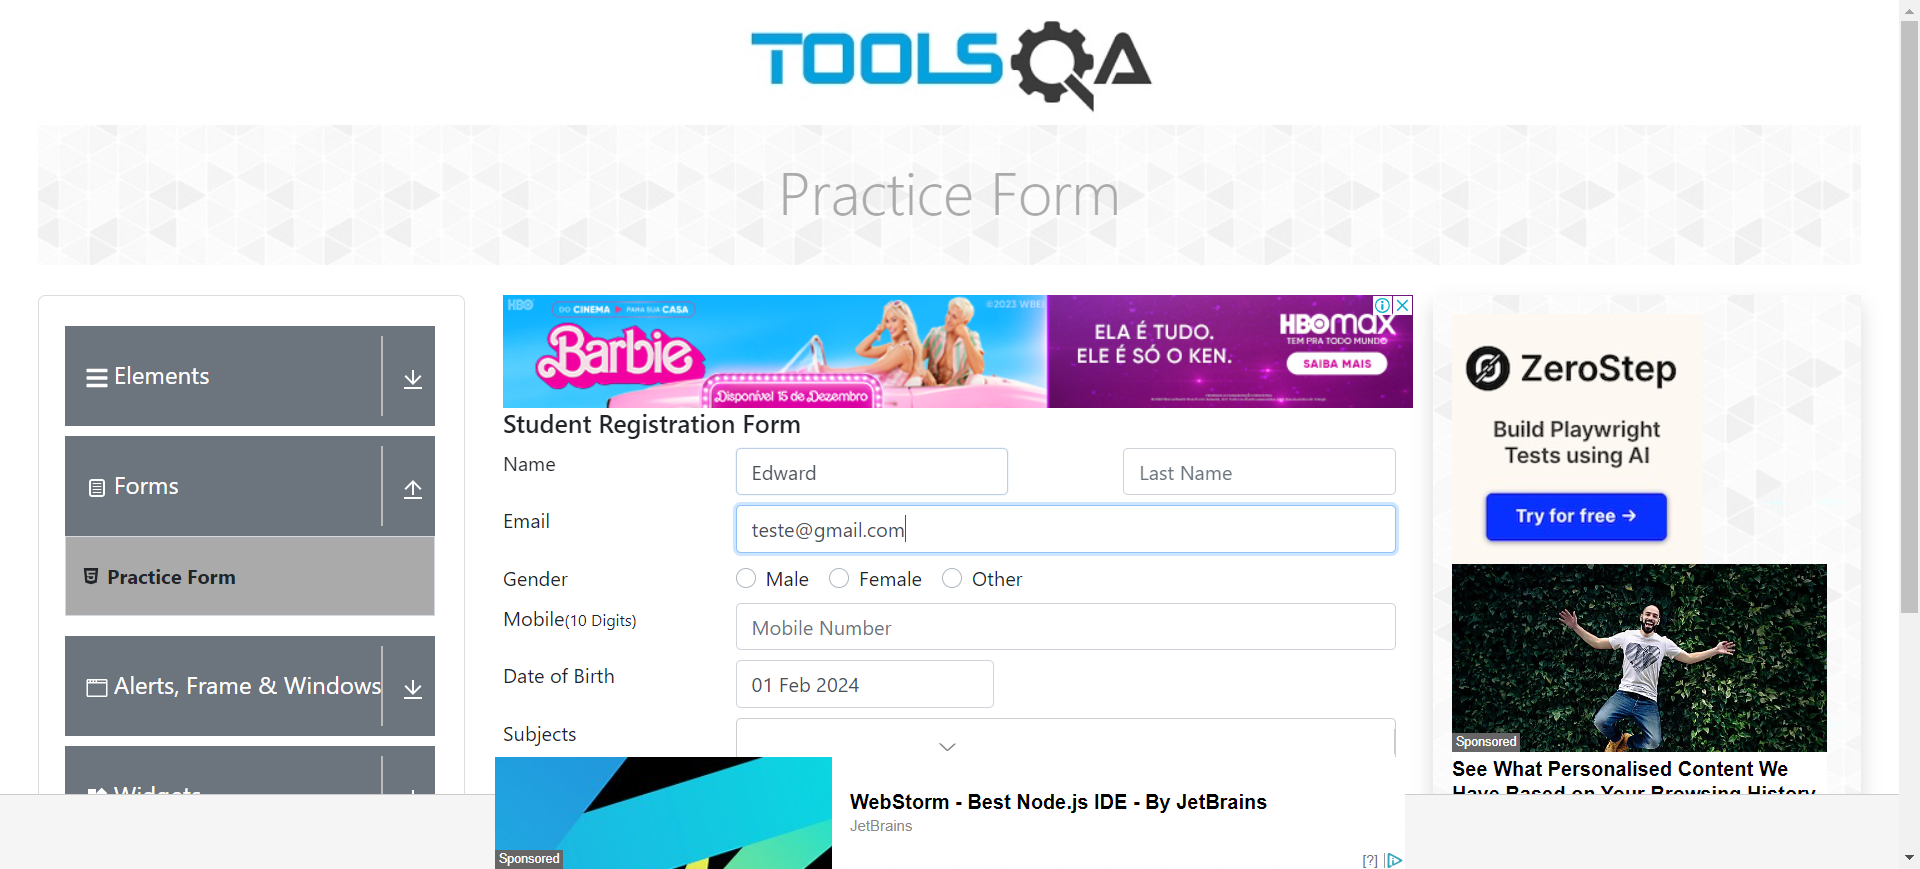 TOOLSQA
Practice Form
Elements
Forms
Practice Form
Alerts, Frame & Windows
Widgets
HBO
DO CINEMA PARA SUA CASA
©2023 WBEI
Barbie
Disponível 15 de Dezembro
ELA É TUDO.
ELE É SÓ O KEN.
HBOmax
TEM PRA TODO MUNDO
SAIBA MAIS
Student Registration Form
Name
Edward
Last Name
Email
teste@gmail.com
Gender
Male
Female
Other
Mobile(10 Digits)
Mobile Number
Date of Birth
01 Feb 2024
Subjects
Sponsored
WebStorm - Best Node.js IDE - By JetBrains
JetBrains
[?]
ZeroStep
Build Playwright
Tests using AI
Try for free →
Sponsored
See What Personalised Content We
Have Based on Your Browsing History